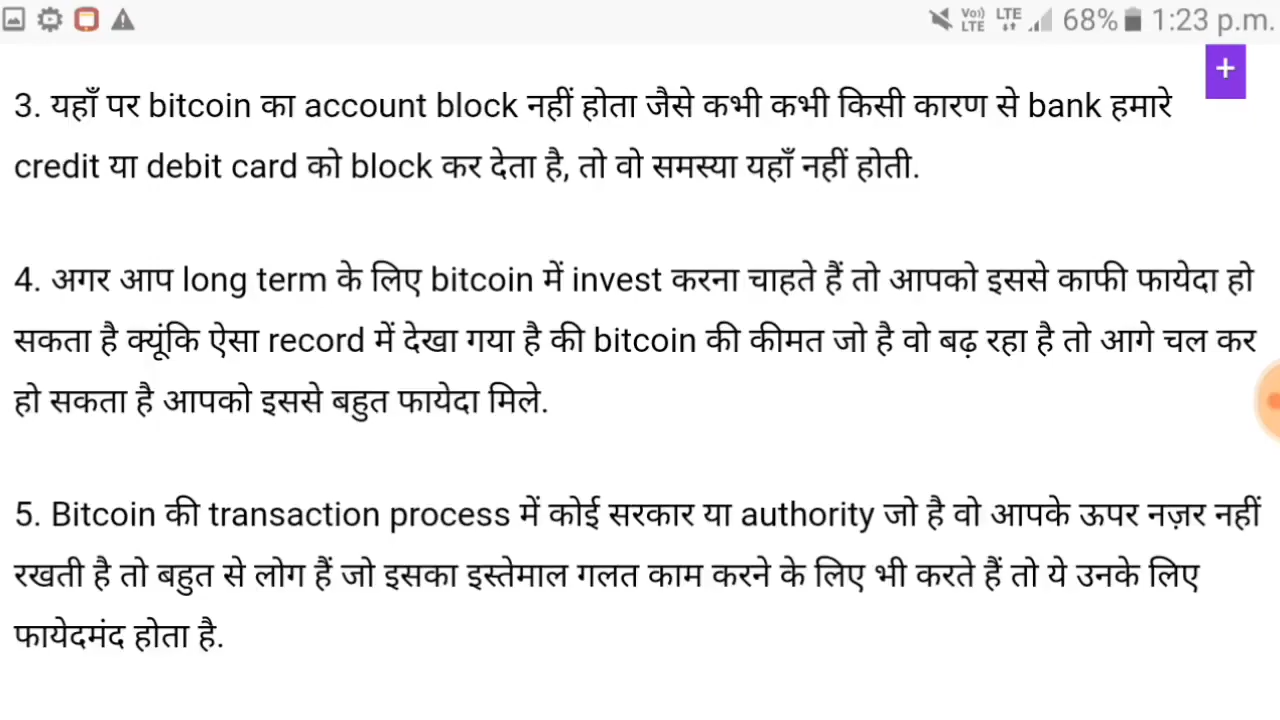 Vo)) LTE LTE 68% 1:23 p.m.
+
3. यहाँ पर bitcoin का account block नहीं होता जैसे कभी कभी किसी कारण से bank हमारे
credit या debit card को block कर देता है, तो वो समस्या यहाँ नहीं होती.
4. अगर आप long term के लिए bitcoin में invest करना चाहते हैं तो आपको इससे काफी फायेदा हो
सकता है क्यूंकि ऐसा record में देखा गया है की bitcoin की कीमत जो है वो बढ़ रहा है तो आगे चल कर
हो सकता है आपको इससे बहुत फायेदा मिले.
5. Bitcoin की transaction process में कोई सरकार या authority जो है वो आपके ऊपर नज़र नहीं
रखती है तो बहुत से लोग हैं जो इसका इस्तेमाल गलत काम करने के लिए भी करते हैं तो ये उनके लिए
फायेदमंद होता है.